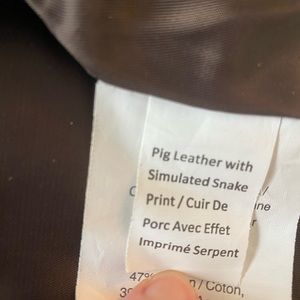 Pig Leather with
Simulated Snake
Print / Cuir De
Porc Avec Effet
Imprimé Serpent
47%
/ Coton,